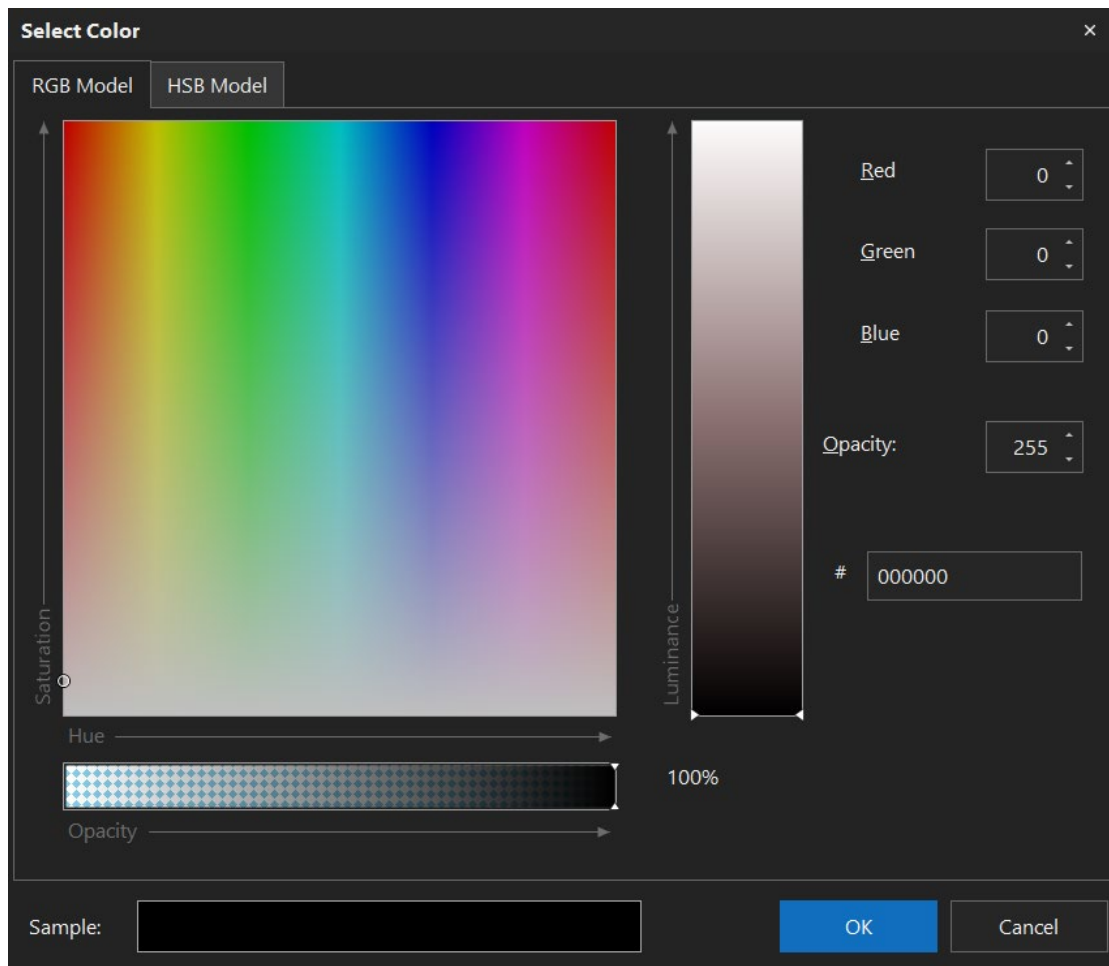 Select Color ×
RGB Model HSB Model
Red 0
Green 0
Blue 0
Opacity: 255
# 000000
Saturation
Luminance
Hue
100%
Opacity
Sample: OK Cancel